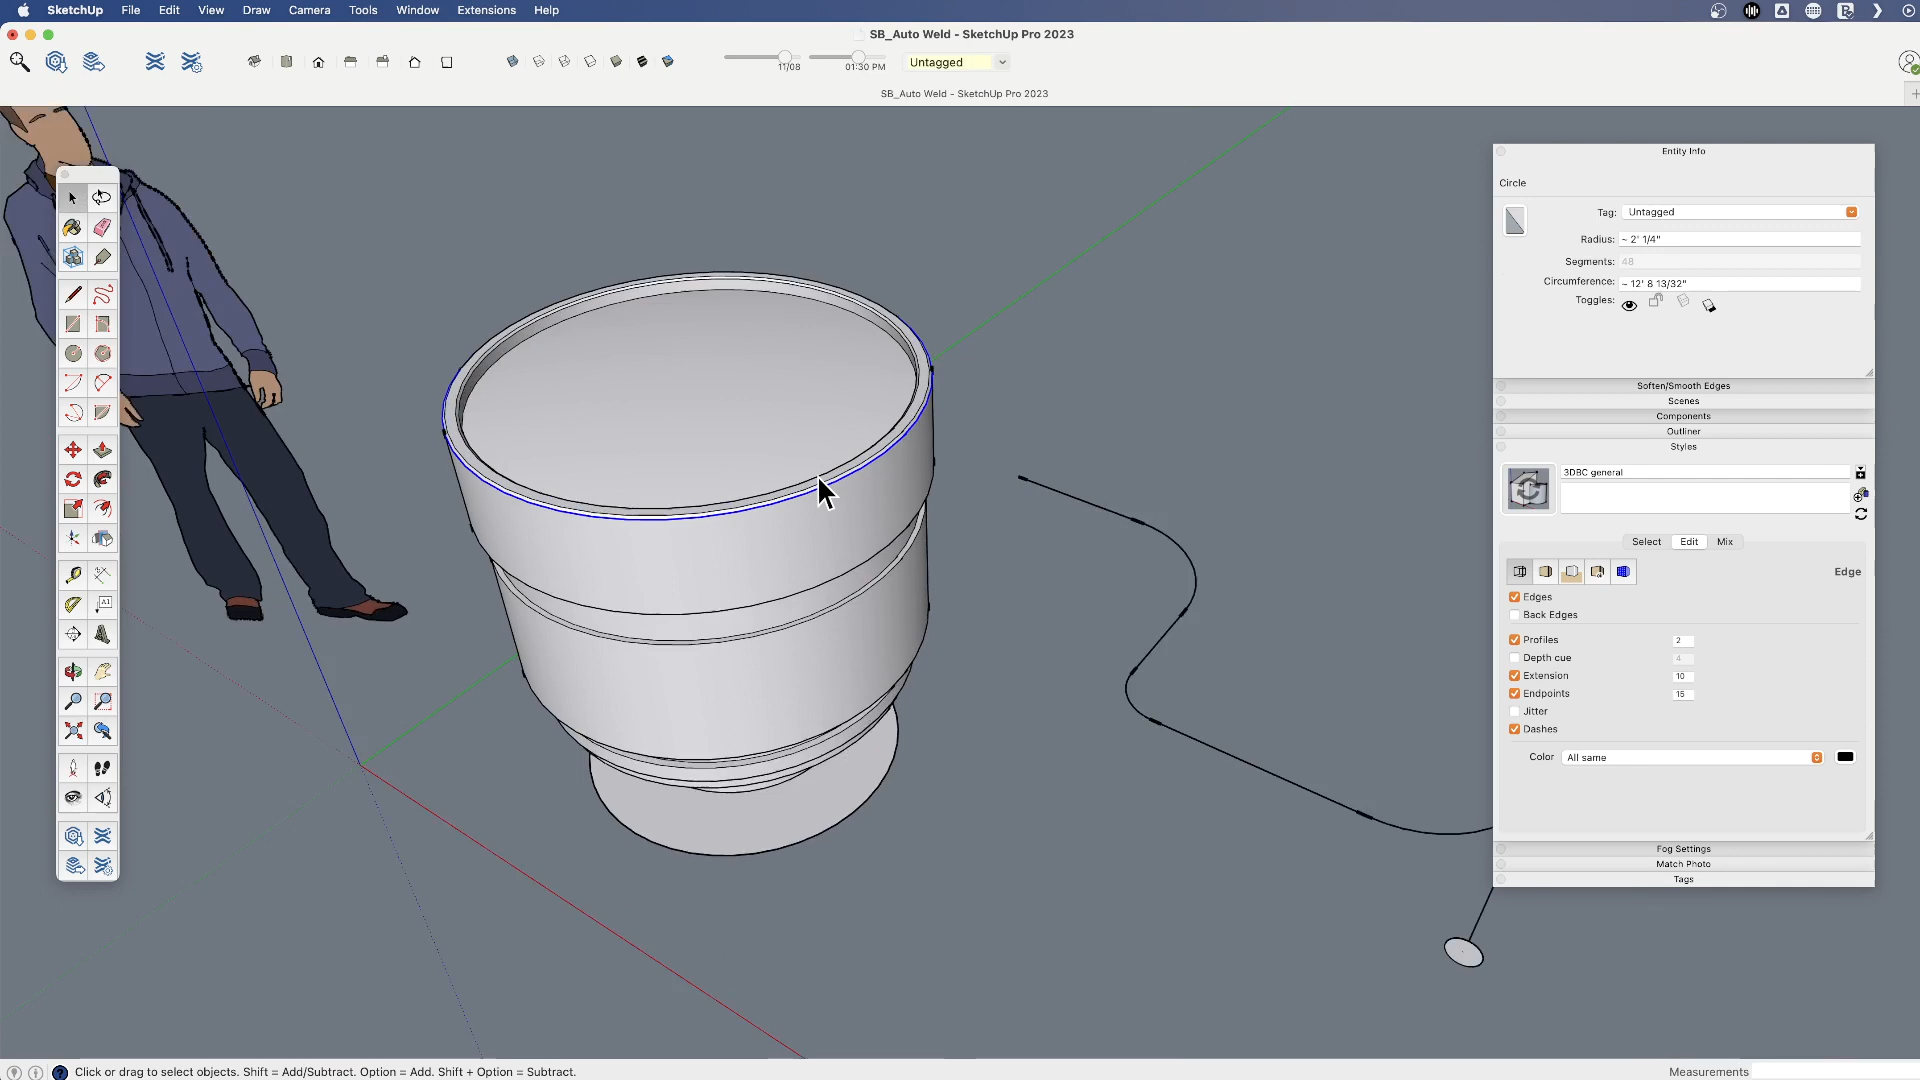 SketchUp File Edit View Draw Camera Tools Window Extensions Help
SB_Auto Weld - SketchUp Pro 2023
11/08
01:30 PM
Untagged
SB_Auto Weld - SketchUp Pro 2023
Entity Info
Circle
Tag: Untagged
Radius: ~ 2' 1/4"
Segments: 48
Circumference: ~ 12' 8 13/32"
Toggles:
Soften/Smooth Edges
Scenes
Components
Outliner
Styles
3DBC general
Select Edit Mix
Edge
Edges
Back Edges
Profiles 2
Depth cue 4
Extension 10
Endpoints 15
Jitter
Dashes
Color All same
Fog Settings
Match Photo
Tags
A1
? Click or drag to select objects. Shift = Add/Subtract. Option = Add. Shift + Option = Subtract.
Measurements